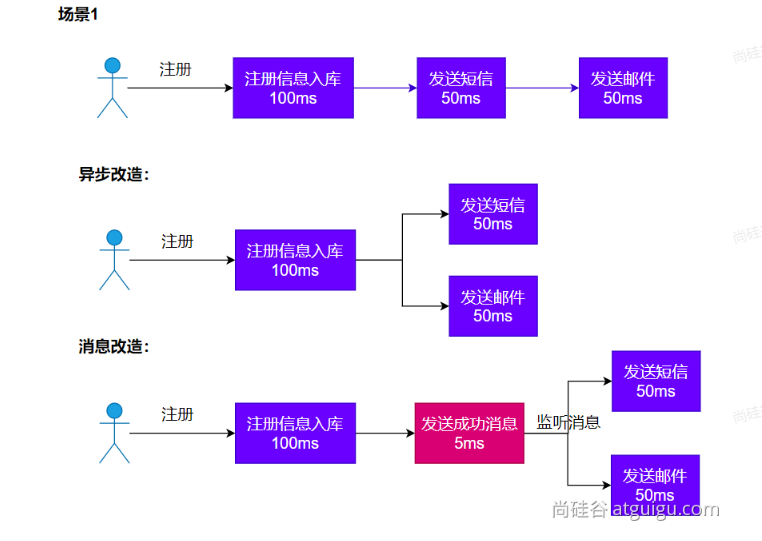 场景1
注册
注册信息入库
100ms
发送短信
50ms
发送邮件
50ms
异步改造：
注册
注册信息入库
100ms
发送短信
50ms
发送邮件
50ms
消息改造：
注册
注册信息入库
100ms
发送成功消息
5ms
监听消息
发送短信
50ms
发送邮件
50ms
尚硅谷 atguigu.com
尚硅
尚硅
尚硅